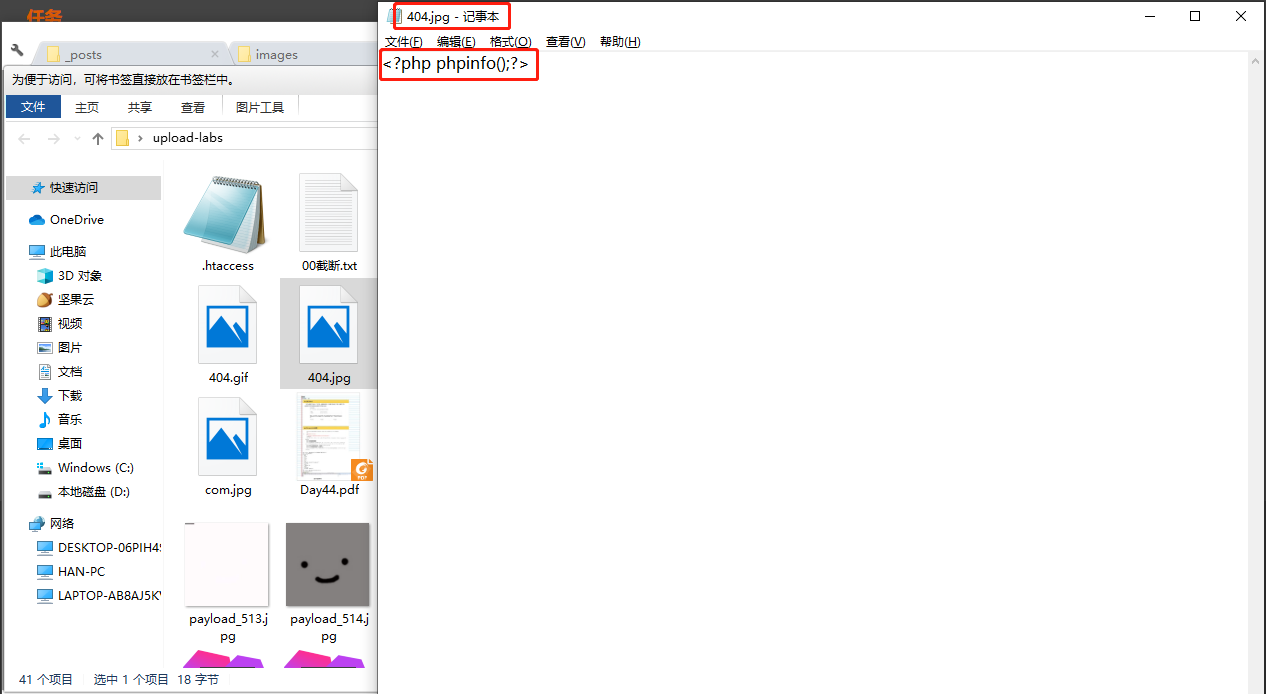 任务
404.jpg - 记事本
文件(F) 编辑(E) 格式(O) 查看(V) 帮助(H)
<?php phpinfo();?>
_posts
images
为便于访问，可将书签直接放在书签栏中。
文件 主页 共享 查看 图片工具
upload-labs
快速访问
OneDrive
此电脑
3D 对象
坚果云
视频
图片
文档
下载
音乐
桌面
Windows (C:)
本地磁盘 (D:)
网络
DESKTOP-06PIH4S
HAN-PC
LAPTOP-AB8AJ5K
.htaccess 00截断.txt
404.gif 404.jpg
com.jpg Day44.pdf
PDF
payload_513.j payload_514.j
pg pg
41 个项目 选中 1 个项目 18 字节